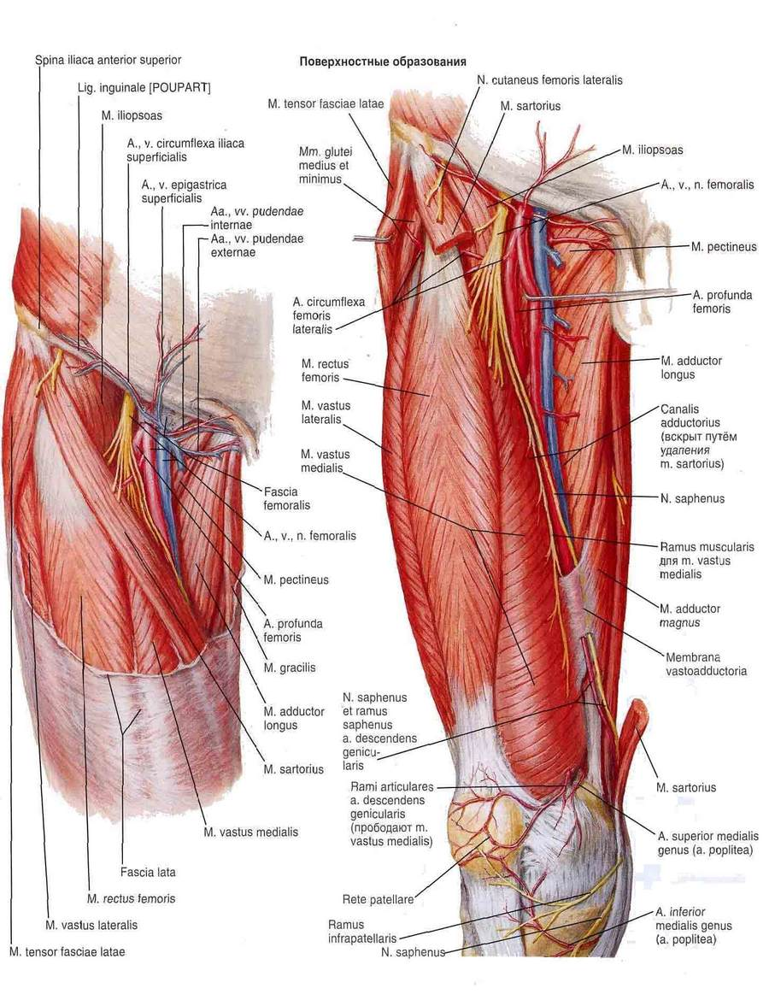 Поверхностные образования
Spina iliaca anterior superior
Lig. inguinale [POUPART]
M. iliopsoas
A., v. circumflexa iliaca
superficialis
A., v. epigastrica
superficialis
Aa., vv. pudendae
internae
Aa., vv. pudendae
externae
Fascia
femoralis
A., v., n. femoralis
M. pectineus
A. profunda
femoris
M. gracilis
M. adductor
longus
M. sartorius
M. vastus medialis
Fascia lata
M. rectus femoris
M. vastus lateralis
M. tensor fasciae latae
N. cutaneus femoris lateralis
M. tensor fasciae latae
M. sartorius
Mm. glutei
medius et
minimus
M. iliopsoas
A., v., n. femoralis
M. pectineus
A. circumflexa
femoris
lateralis
A. profunda
femoris
M. rectus
femoris
M. adductor
longus
M. vastus
lateralis
Canalis
adductorius
(вскрыт путём
удаления
m. sartorius)
M. vastus
medialis
N. saphenus
Ramus muscularis
для m. vastus
medialis
M. adductor
magnus
Membrana
vastoadductoria
N. saphenus
et ramus
saphenus
a. descendens
genicu-
laris
M. sartorius
Rami articulares
a. descendens
genicularis
(прободают m.
vastus medialis)
A. superior medialis
genus (a. poplitea)
Rete patellare
Ramus
infrapatellaris
N. saphenus
A. inferior
medialis genus
(a. poplitea)